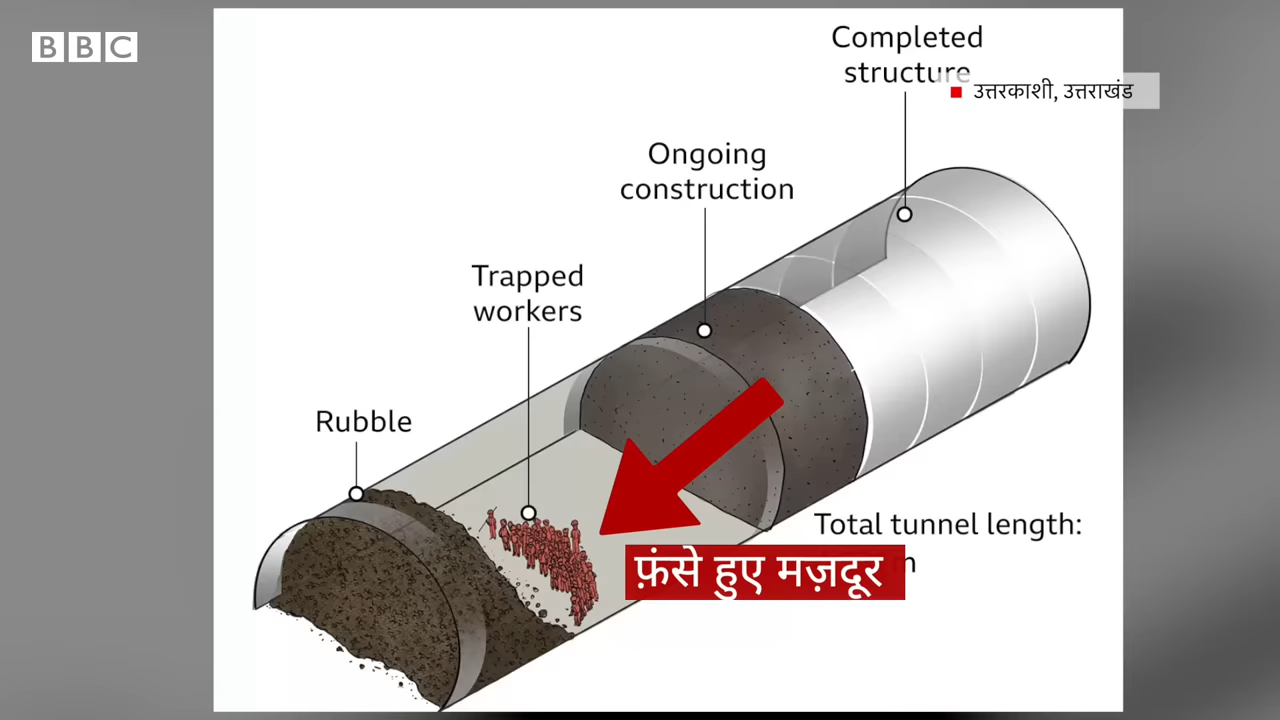 BBC
Completed
structure
उत्तरकाशी, उत्तराखंड
Ongoing
construction
Trapped
workers
Rubble
Total tunnel length:
फ़ंसे हुए मज़दूर